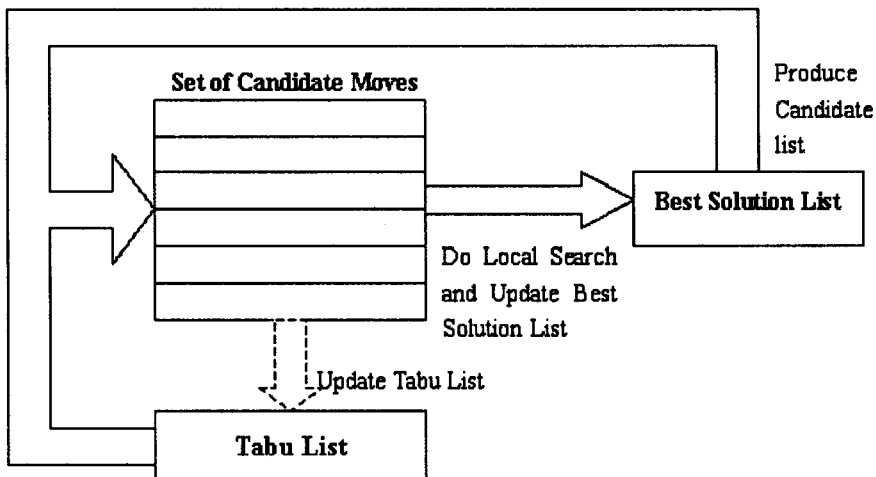 Set of Candidate Moves
Produce
Candidate
list
Best Solution List
Do Local Search
and Update Best
Solution List
Update Tabu List
Tabu List